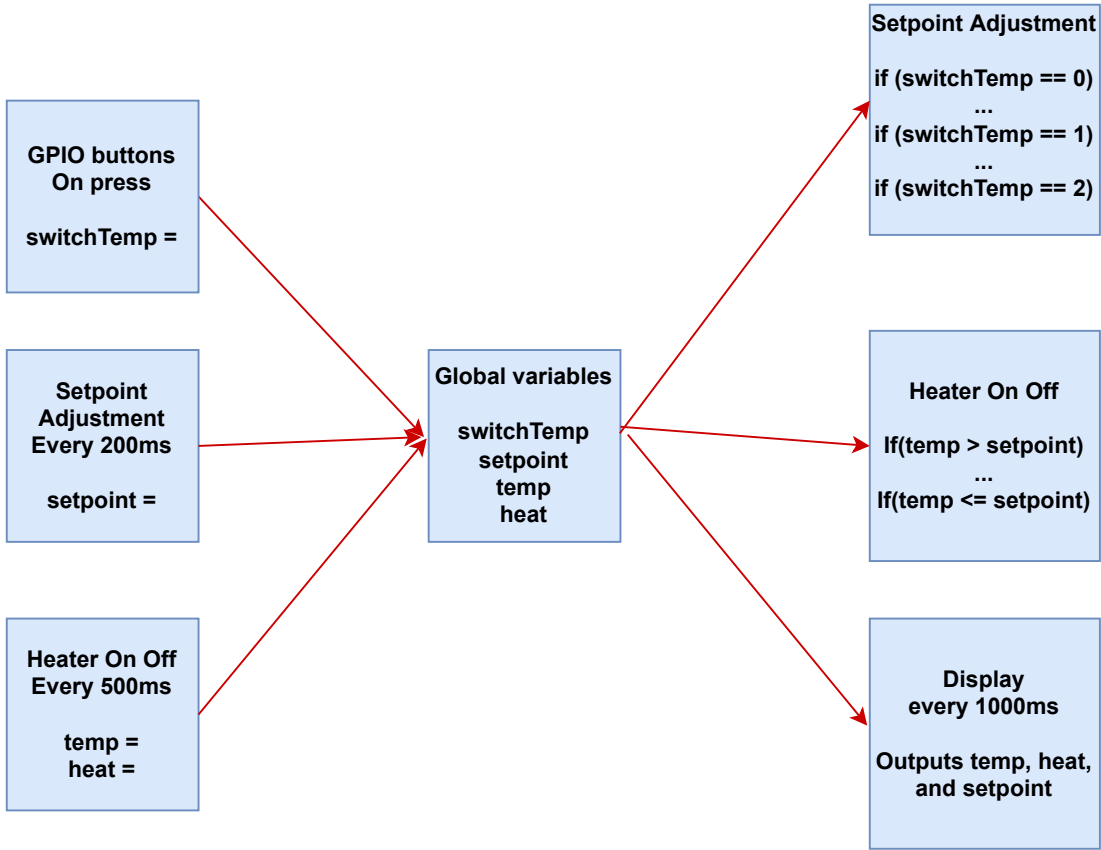 GPIO buttons
On press
switchTemp =
Setpoint
Adjustment
Every 200ms
setpoint =
Heater On Off
Every 500ms
temp =
heat =
Global variables
switchTemp
setpoint
temp
heat
Setpoint Adjustment
if (switchTemp == 0)
...
if (switchTemp == 1)
...
if (switchTemp == 2)
Heater On Off
If(temp > setpoint)
...
If(temp <= setpoint)
Display
every 1000ms
Outputs temp, heat,
and setpoint